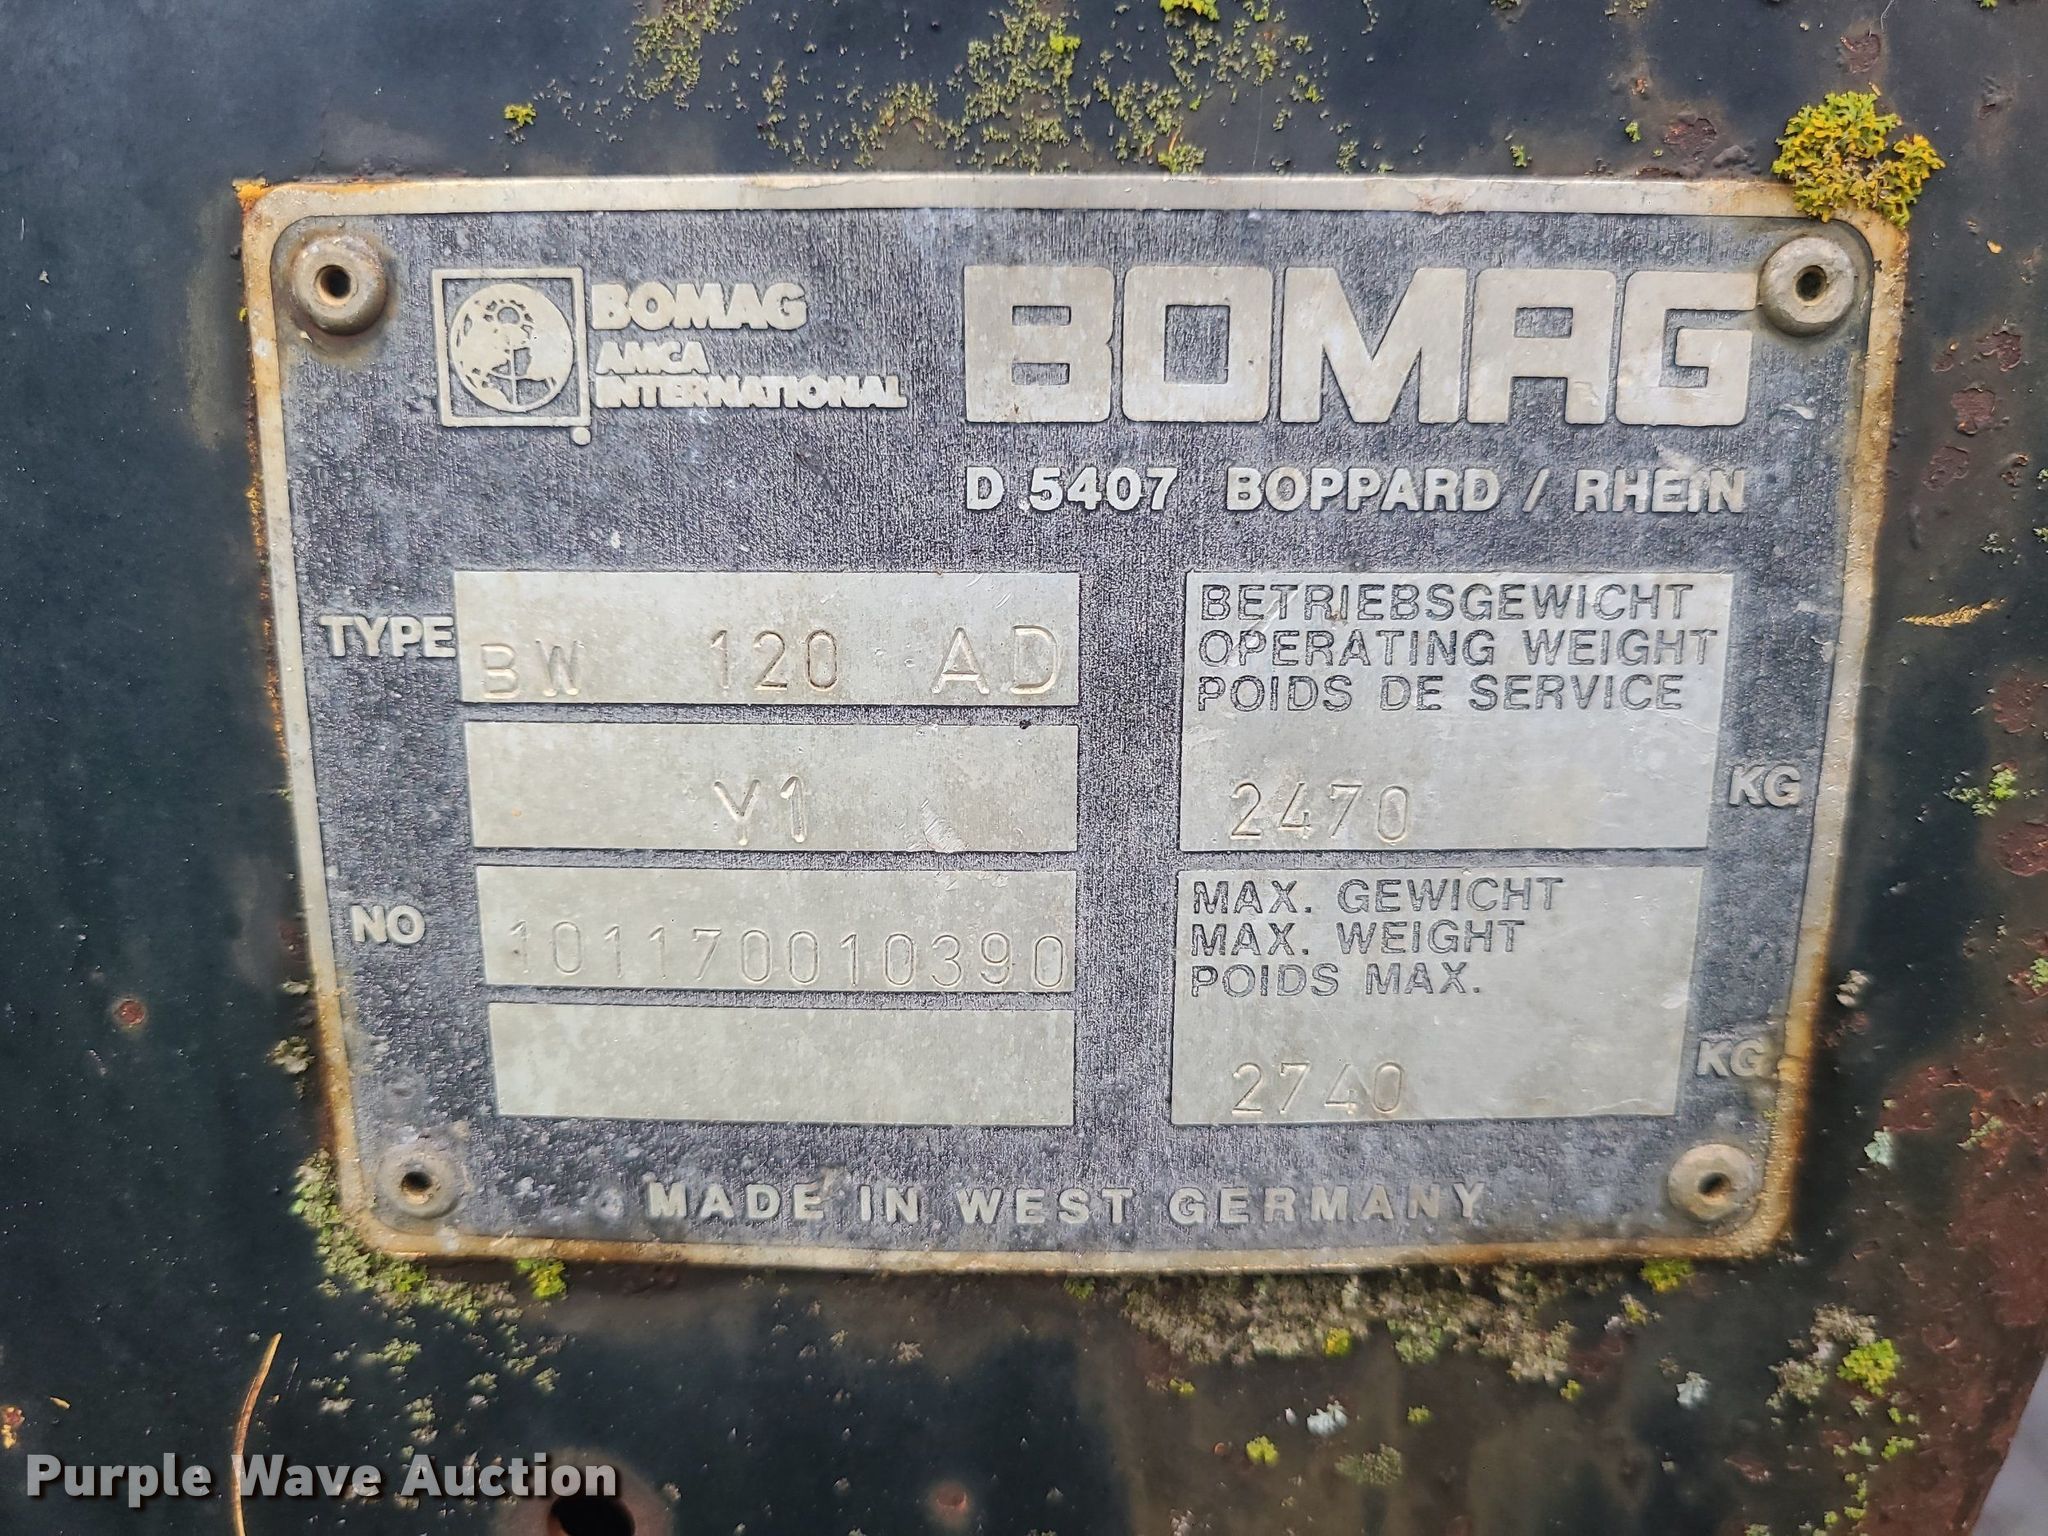 BOMAG
AMCA
INTERNATIONAL
BOMAG
D 5407 BOPPARD / RHEIN
TYPE BW 120 AD
Y1
NO 101170010390
BETRIEBSGEWICHT
OPERATING WEIGHT
POIDS DE SERVICE
2470 KG
MAX. GEWICHT
MAX. WEIGHT
POIDS MAX.
2740 KG
MADE IN WEST GERMANY
Purple Wave Auction